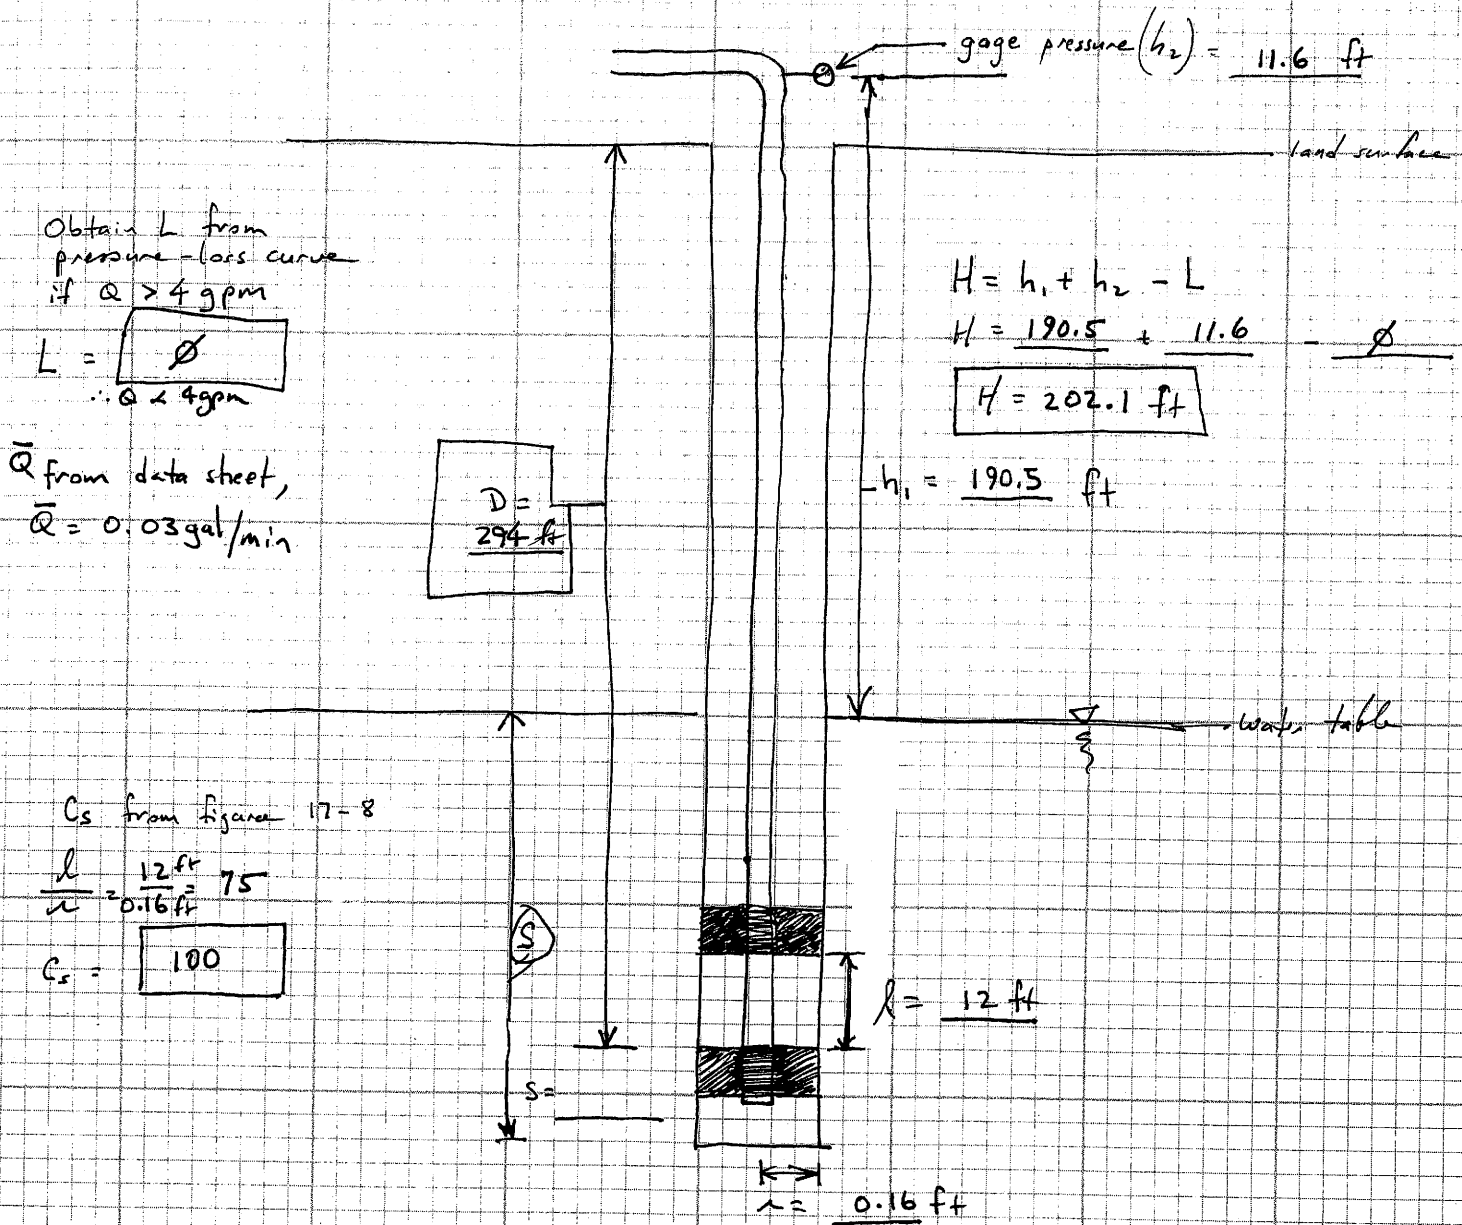 gage pressure (h₂) = 11.6 ft
land surface
Obtain L from
pressure-loss curve
if Q > 4 gpm
L = Ø
∴ Q < 4gpm
Q̄ from data sheet,
Q̄ = 0.03 gal/min
H = h₁ + h₂ - L
H = 190.5 + 11.6 - Ø
H = 202.1 ft
h₁ = 190.5 ft
D =
294 ft
water table
Cs from figure 17-8
l/r = 12 ft/0.16 ft = 75
Cs = 100
S
l = 12 ft
S =
r = 0.16 ft